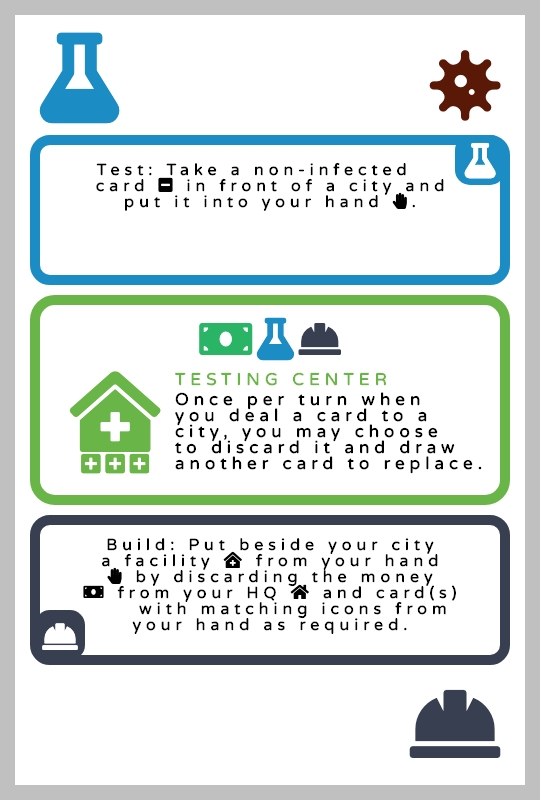 Test: Take a non-infected
card in front of a city and
put it into your hand .
TESTING CENTER
Once per turn when
you deal a card to a
city, you may choose
to discard it and draw
another card to replace.
Build: Put beside your city
a facility from your hand
by discarding the money
from your HQ and card(s)
with matching icons from
your hand as required.